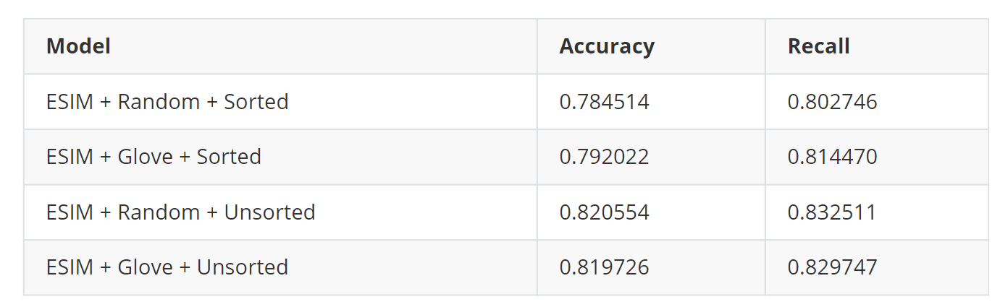 Model Accuracy Recall
ESIM + Random + Sorted 0.784514 0.802746
ESIM + Glove + Sorted 0.792022 0.814470
ESIM + Random + Unsorted 0.820554 0.832511
ESIM + Glove + Unsorted 0.819726 0.829747